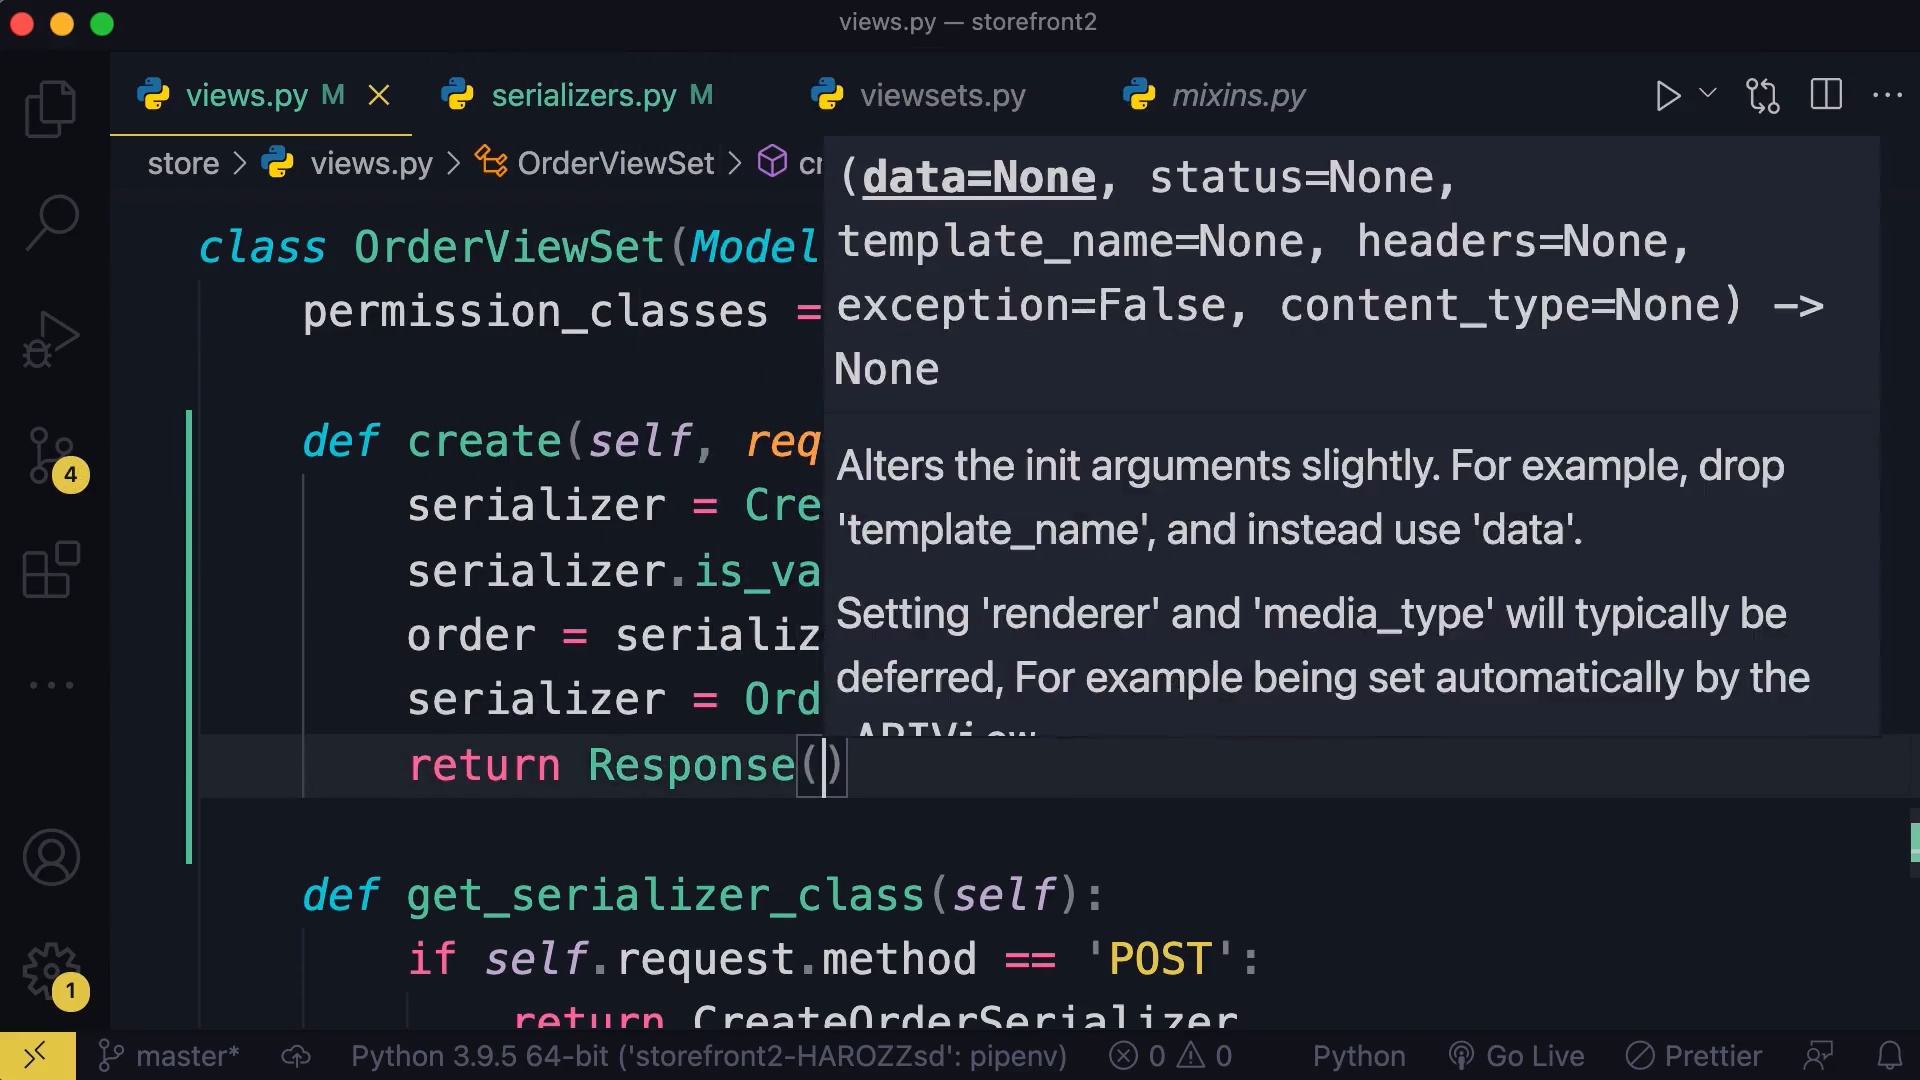 views.py — storefront2
views.py M serializers.py M viewsets.py mixins.py
store > views.py > OrderViewSet > cr
(data=None, status=None,
template_name=None, headers=None,
exception=False, content_type=None) ->
None
Alters the init arguments slightly. For example, drop
'template_name', and instead use 'data'.
Setting 'renderer' and 'media_type' will typically be
deferred, For example being set automatically by the
APIView
class OrderViewSet(Model
permission_classes =
def create(self, req
serializer = Cre
serializer.is_va
order = serializ
serializer = Ord
return Response()
def get_serializer_class(self):
if self.request.method == 'POST':
return CreateOrderSerializer
4
1
master* Python 3.9.5 64-bit ('storefront2-HAROZZsd': pipenv) 0 0 Python Go Live Prettier